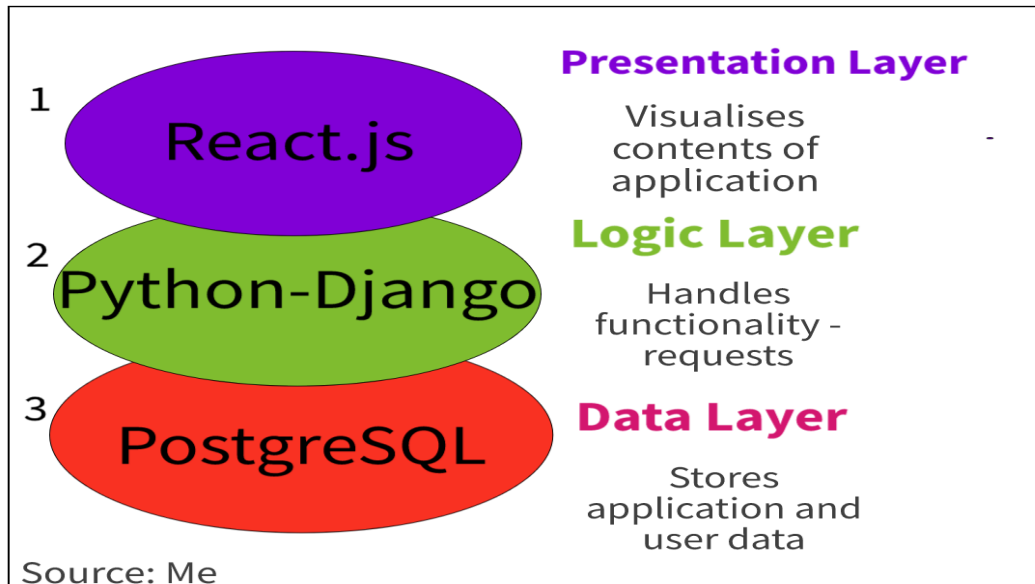 1
React.js
Presentation Layer
Visualises
contents of
application
2
Python-Django
Logic Layer
Handles
functionality -
requests
3
PostgreSQL
Data Layer
Stores
application and
user data
Source: Me